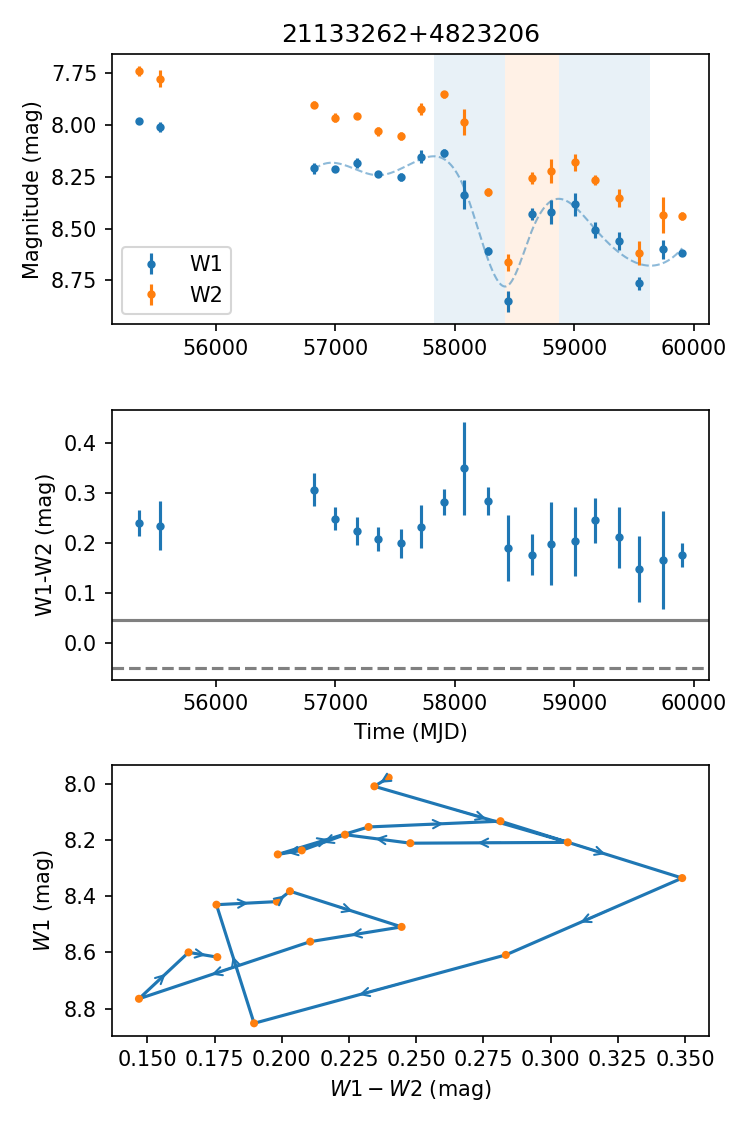 21133262+4823206
Magnitude (mag)
7.75
8.00
8.25
8.50
8.75
W1
W2
56000 57000 58000 59000 60000
W1-W2 (mag)
0.4
0.3
0.2
0.1
0.0
56000 57000 58000 59000 60000
Time (MJD)
W1 (mag)
8.0
8.2
8.4
8.6
8.8
0.150 0.175 0.200 0.225 0.250 0.275 0.300 0.325 0.350
W1 − W2 (mag)